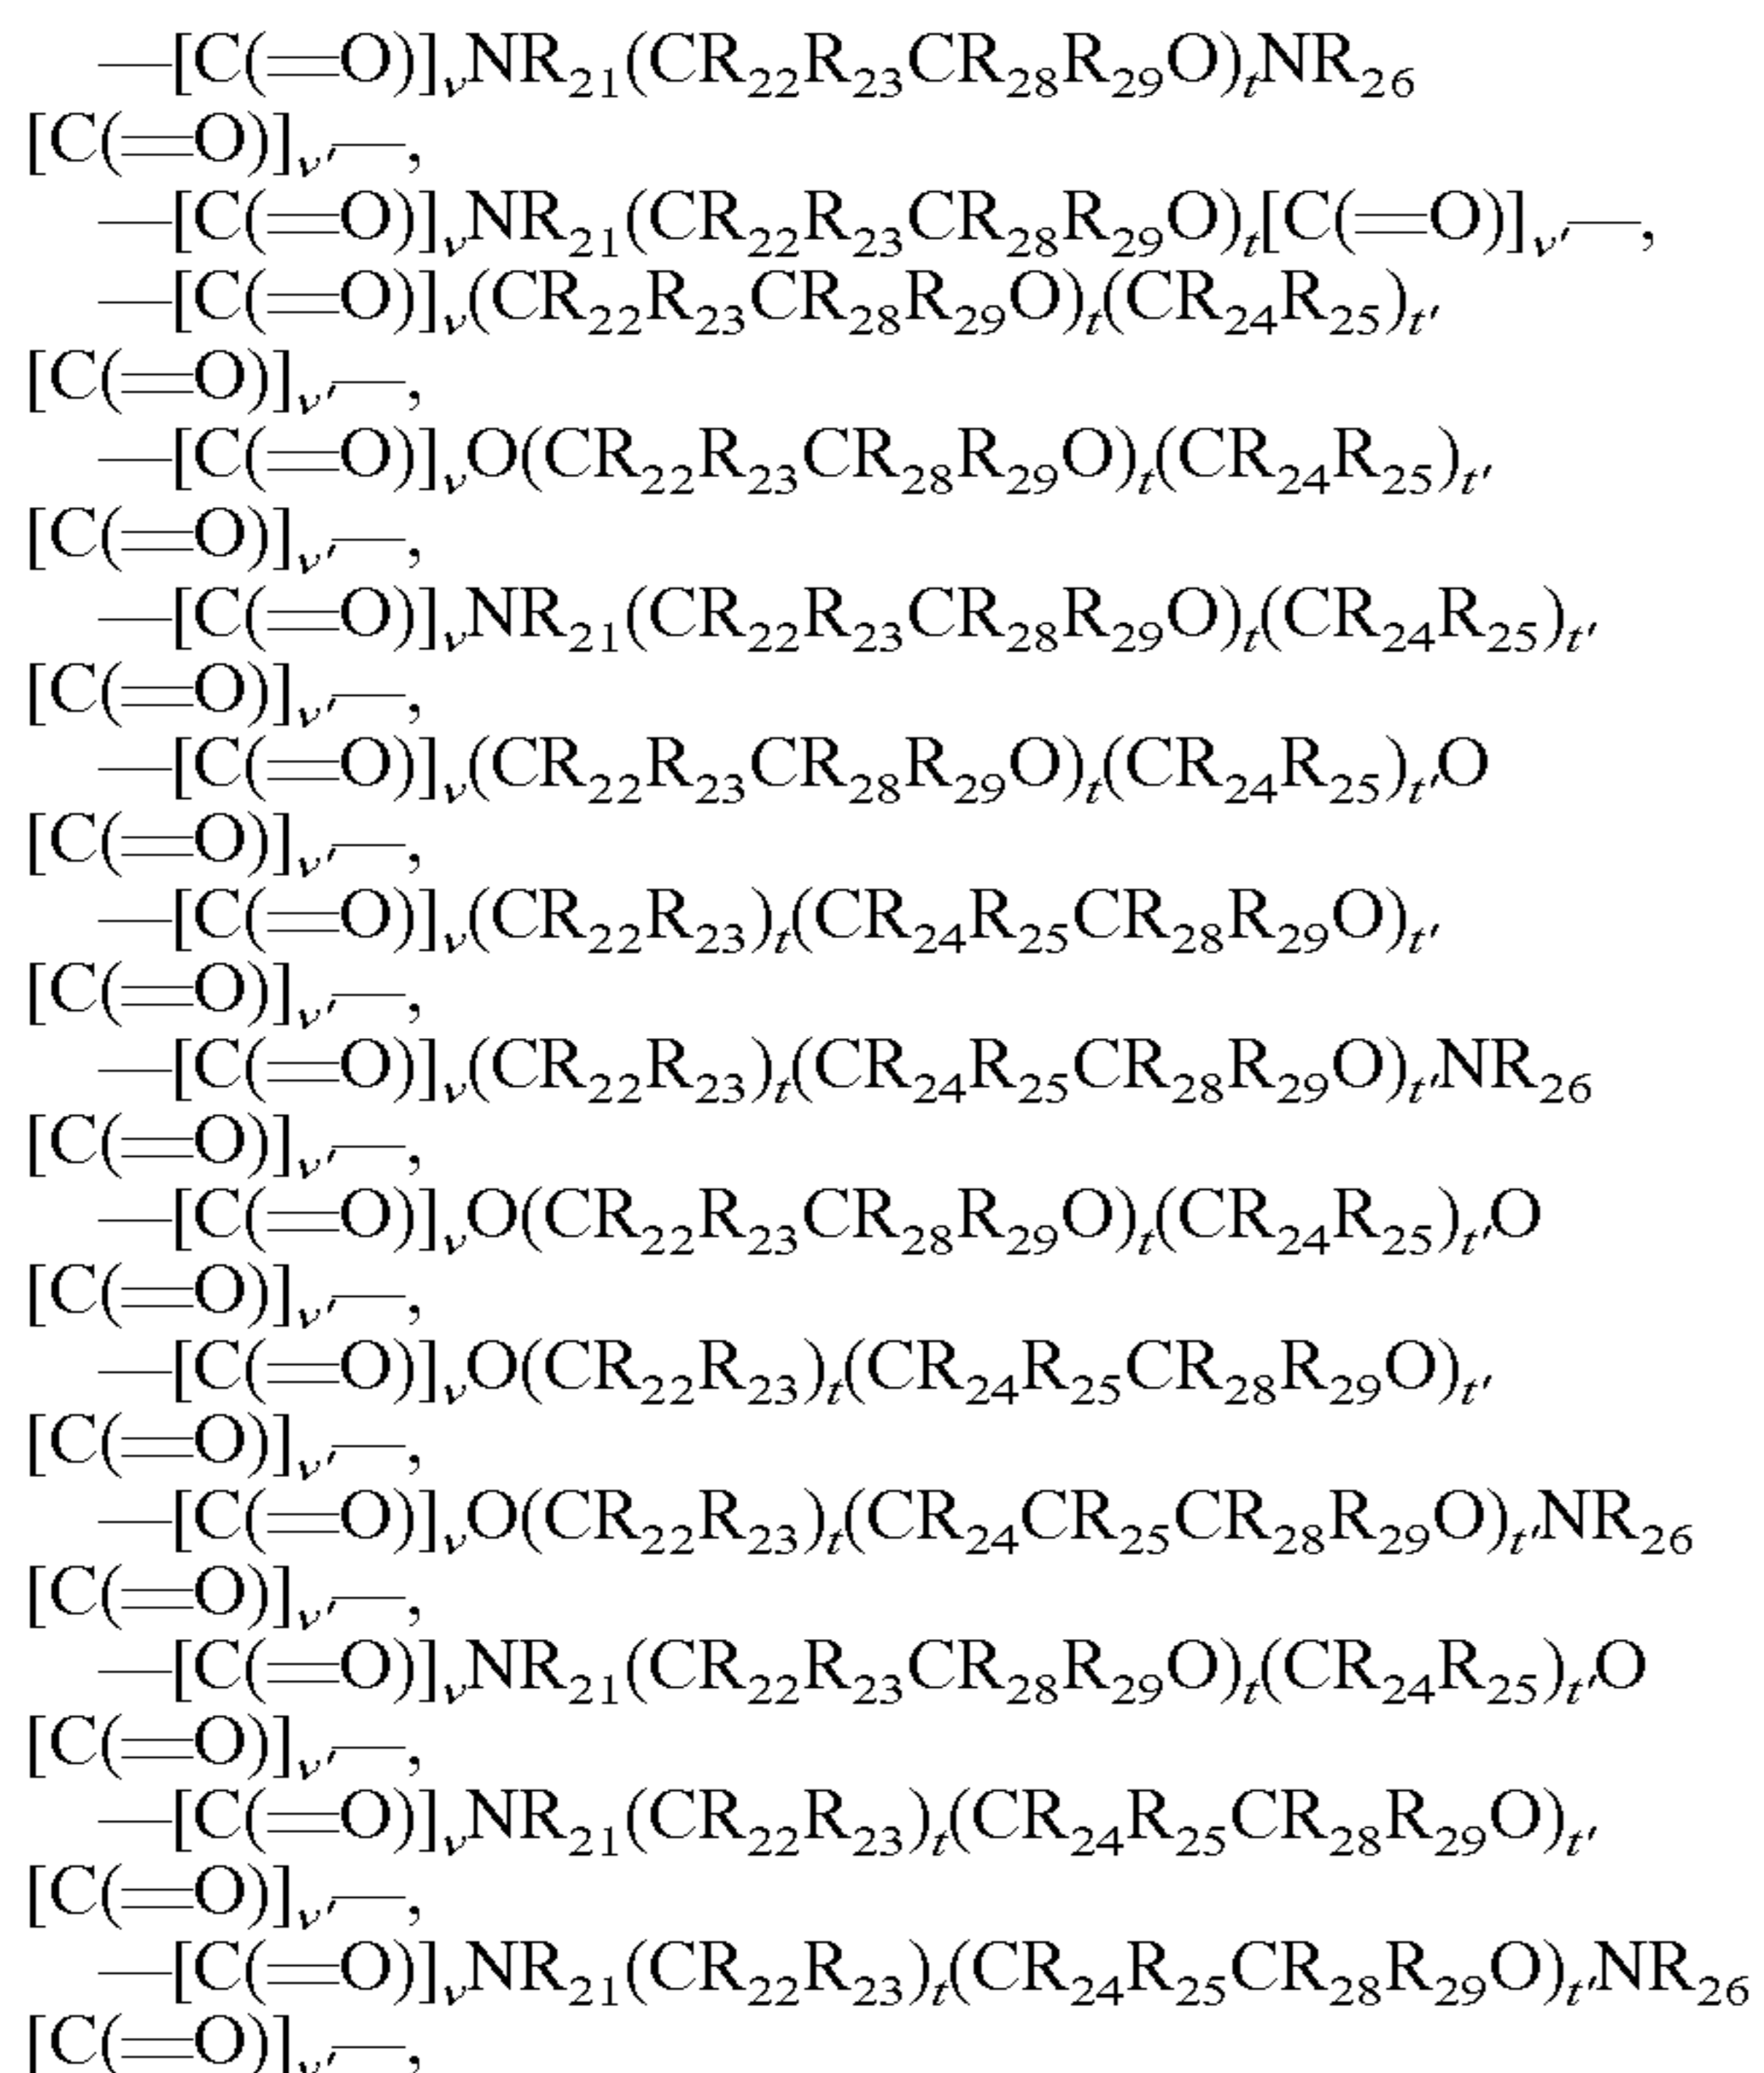 —[C(═O)]ᵥNR₂₁(CR₂₂R₂₃CR₂₈R₂₉O)ₜNR₂₆
[C(═O)]ᵥ′—,
—[C(═O)]ᵥNR₂₁(CR₂₂R₂₃CR₂₈R₂₉O)ₜ[C(═O)]ᵥ′—,
—[C(═O)]ᵥ(CR₂₂R₂₃CR₂₈R₂₉O)ₜ(CR₂₄R₂₅)ₜ′
[C(═O)]ᵥ′—,
—[C(═O)]ᵥO(CR₂₂R₂₃CR₂₈R₂₉O)ₜ(CR₂₄R₂₅)ₜ′
[C(═O)]ᵥ′—,
—[C(═O)]ᵥNR₂₁(CR₂₂R₂₃CR₂₈R₂₉O)ₜ(CR₂₄R₂₅)ₜ′
[C(═O)]ᵥ′—,
—[C(═O)]ᵥ(CR₂₂R₂₃CR₂₈R₂₉O)ₜ(CR₂₄R₂₅)ₜ′O
[C(═O)]ᵥ′—,
—[C(═O)]ᵥ(CR₂₂R₂₃)ₜ(CR₂₄R₂₅CR₂₈R₂₉O)ₜ′
[C(═O)]ᵥ′—,
—[C(═O)]ᵥ(CR₂₂R₂₃)ₜ(CR₂₄R₂₅CR₂₈R₂₉O)ₜ′NR₂₆
[C(═O)]ᵥ′—,
—[C(═O)]ᵥO(CR₂₂R₂₃CR₂₈R₂₉O)ₜ(CR₂₄R₂₅)ₜ′O
[C(═O)]ᵥ′—,
—[C(═O)]ᵥO(CR₂₂R₂₃)ₜ(CR₂₄R₂₅CR₂₈R₂₉O)ₜ′
[C(═O)]ᵥ′—,
—[C(═O)]ᵥO(CR₂₂R₂₃)ₜ(CR₂₄CR₂₅CR₂₈R₂₉O)ₜ′NR₂₆
[C(═O)]ᵥ′—,
—[C(═O)]ᵥNR₂₁(CR₂₂R₂₃CR₂₈R₂₉O)ₜ(CR₂₄R₂₅)ₜ′O
[C(═O)]ᵥ′—,
—[C(═O)]ᵥNR₂₁(CR₂₂R₂₃)ₜ(CR₂₄R₂₅CR₂₈R₂₉O)ₜ′
[C(═O)]ᵥ′—,
—[C(═O)]ᵥNR₂₁(CR₂₂R₂₃)ₜ(CR₂₄R₂₅CR₂₈R₂₉O)ₜ′NR₂₆
[C(═O)]ᵥ′—,